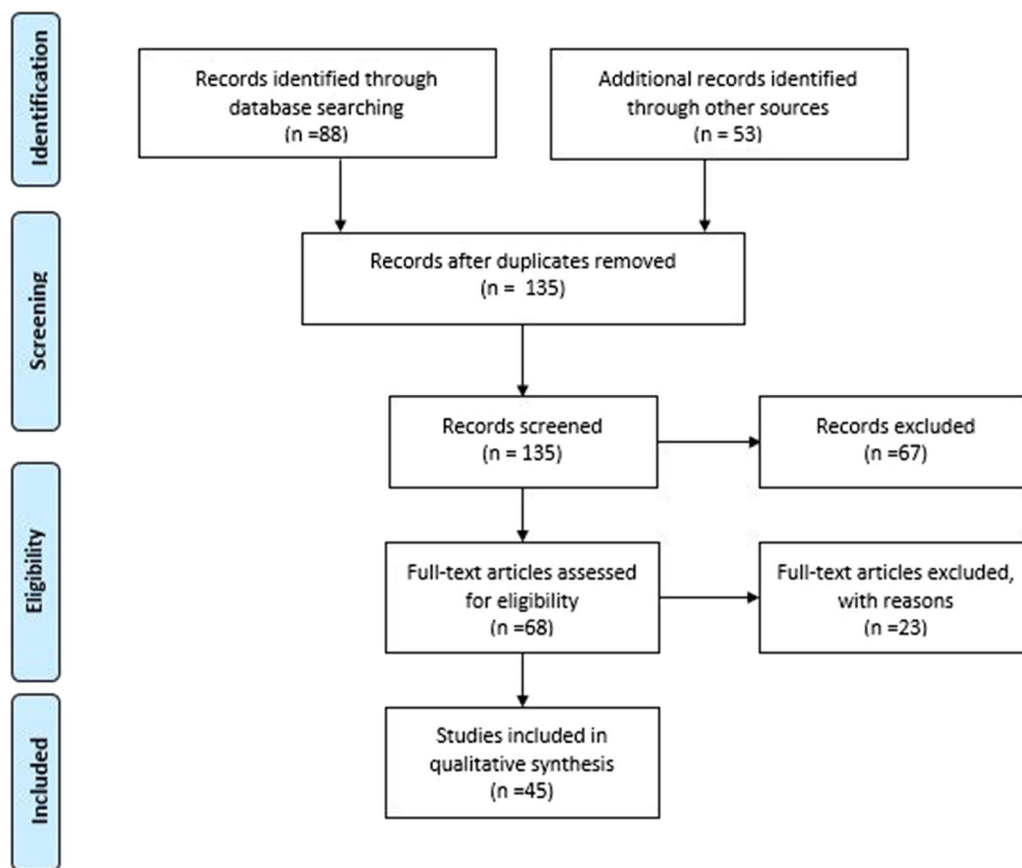 Identification
Records identified through
database searching
(n =88)
Additional records identified
through other sources
(n = 53)
Screening
Records after duplicates removed
(n = 135)
Records screened
(n = 135)
Records excluded
(n =67)
Eligibility
Full-text articles assessed
for eligibility
(n =68)
Full-text articles excluded,
with reasons
(n =23)
Included
Studies included in
qualitative synthesis
(n =45)